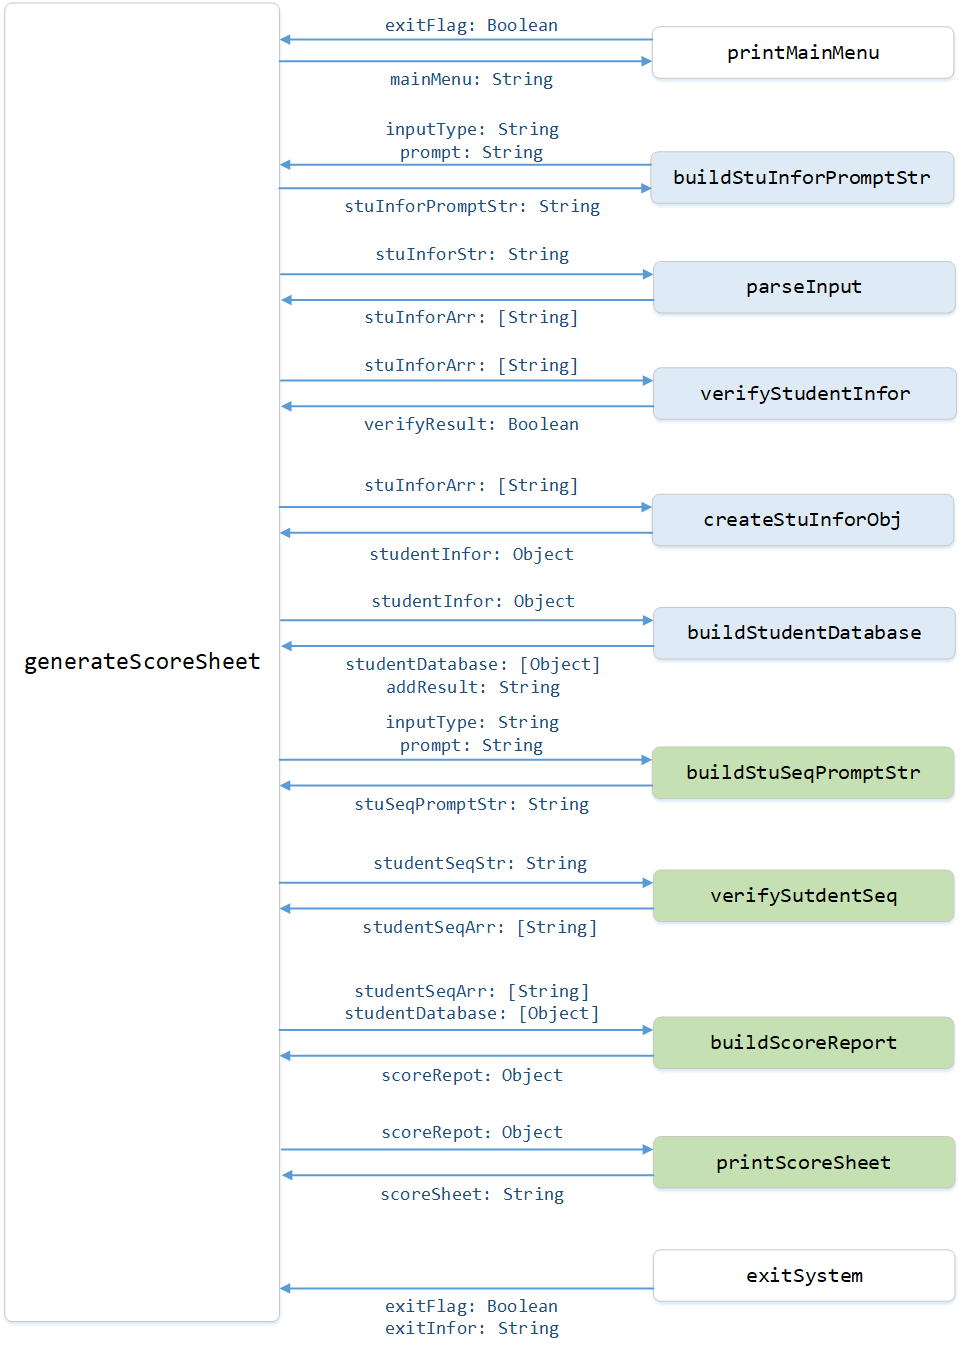 exitFlag: Boolean
printMainMenu
mainMenu: String
inputType: String
prompt: String
buildStuInforPromptStr
stuInforPromptStr: String
stuInforStr: String
parseInput
stuInforArr: [String]
stuInforArr: [String]
verifyStudentInfor
verifyResult: Boolean
stuInforArr: [String]
createStuInforObj
studentInfor: Object
studentInfor: Object
buildStudentDatabase
generateScoreSheet
studentDatabase: [Object]
addResult: String
inputType: String
prompt: String
buildStuSeqPromptStr
stuSeqPromptStr: String
studentSeqStr: String
verifySutdentSeq
studentSeqArr: [String]
studentSeqArr: [String]
studentDatabase: [Object]
buildScoreReport
scoreRepot: Object
scoreRepot: Object
printScoreSheet
scoreSheet: String
exitSystem
exitFlag: Boolean
exitInfor: String